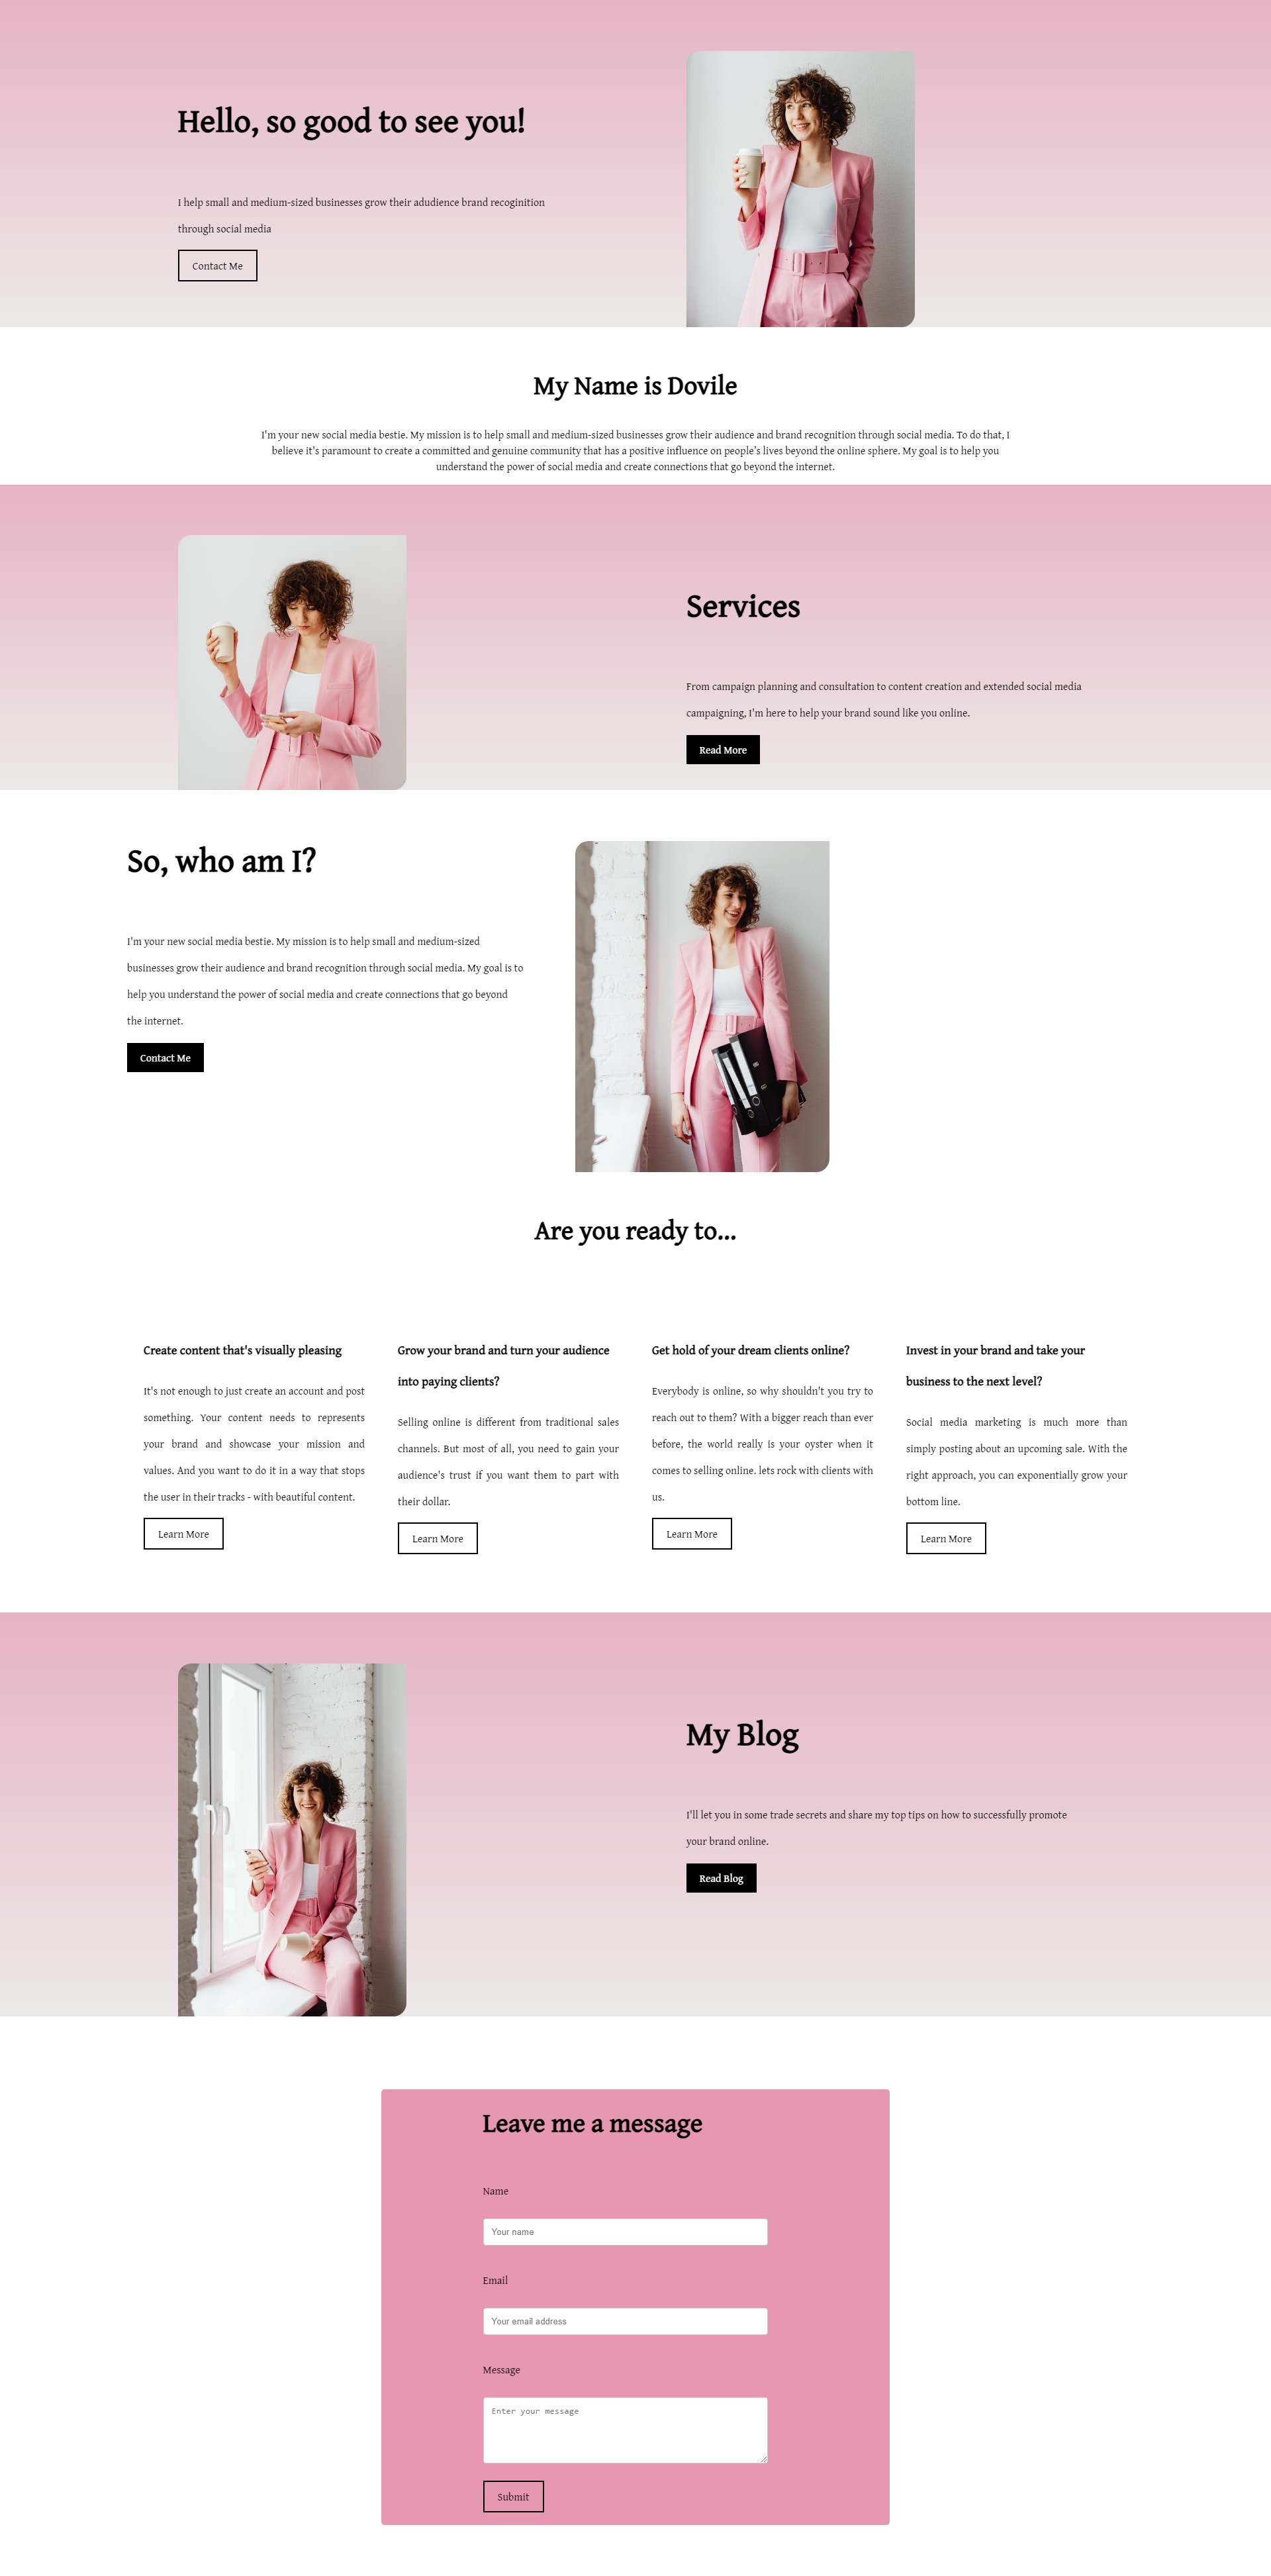 Hello, so good to see you!
I help small and medium-sized businesses grow their adudience brand recoginition
through social media
Contact Me
My Name is Dovile
I'm your new social media bestie. My mission is to help small and medium-sized businesses grow their audience and brand recognition through social media. To do that, I
believe it's paramount to create a committed and genuine community that has a positive influence on people's lives beyond the online sphere. My goal is to help you
understand the power of social media and create connections that go beyond the internet.
Services
From campaign planning and consultation to content creation and extended social media
campaigning, I'm here to help your brand sound like you online.
Read More
So, who am I?
I'm your new social media bestie. My mission is to help small and medium-sized
businesses grow their audience and brand recognition through social media. My goal is to
help you understand the power of social media and create connections that go beyond
the internet.
Contact Me
Are you ready to...
Create content that's visually pleasing
It's not enough to just create an account and post
something. Your content needs to represents
your brand and showcase your mission and
values. And you want to do it in a way that stops
the user in their tracks - with beautiful content.
Learn More
Grow your brand and turn your audience
into paying clients?
Selling online is different from traditional sales
channels. But most of all, you need to gain your
audience's trust if you want them to part with
their dollar.
Learn More
Get hold of your dream clients online?
Everybody is online, so why shouldn't you try to
reach out to them? With a bigger reach than ever
before, the world really is your oyster when it
comes to selling online. lets rock with clients with
us.
Learn More
Invest in your brand and take your
business to the next level?
Social media marketing is much more than
simply posting about an upcoming sale. With the
right approach, you can exponentially grow your
bottom line.
Learn More
My Blog
I'll let you in some trade secrets and share my top tips on how to successfully promote
your brand online.
Read Blog
Leave me a message
Name
Your name
Email
Your email address
Message
Enter your message
Submit